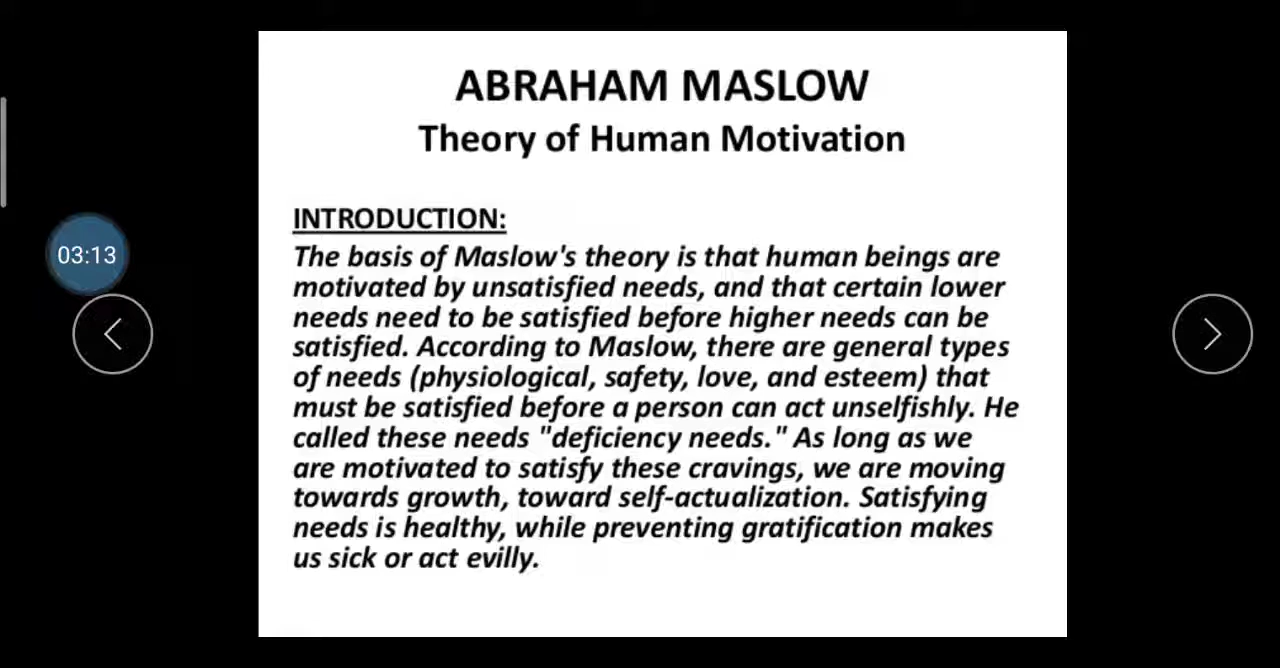 ABRAHAM MASLOW
Theory of Human Motivation
INTRODUCTION:
The basis of Maslow's theory is that human beings are
motivated by unsatisfied needs, and that certain lower
needs need to be satisfied before higher needs can be
satisfied. According to Maslow, there are general types
of needs (physiological, safety, love, and esteem) that
must be satisfied before a person can act unselfishly. He
called these needs "deficiency needs." As long as we
are motivated to satisfy these cravings, we are moving
towards growth, toward self-actualization. Satisfying
needs is healthy, while preventing gratification makes
us sick or act evilly.
03:13